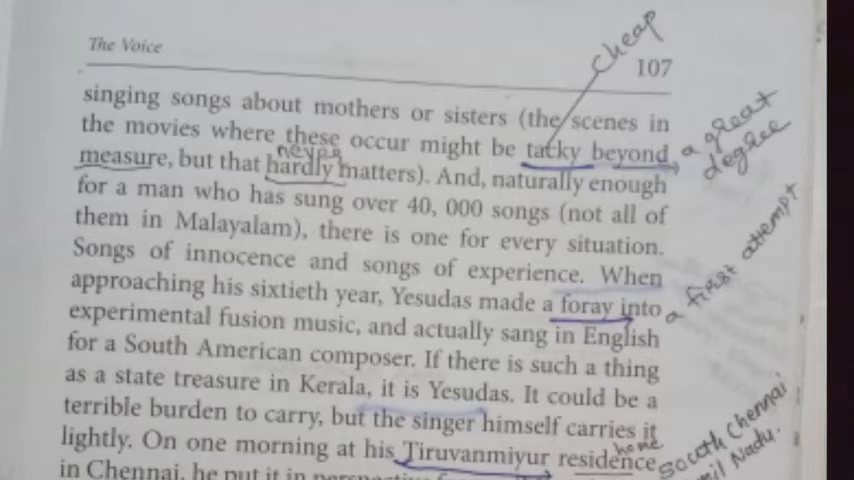 The Voice
107
Cheap
singing songs about mothers or sisters (the scenes in
the movies where these occur might be tacky beyond
a great
degree
never
measure, but that hardly matters). And, naturally enough
for a man who has sung over 40, 000 songs (not all of
them in Malayalam), there is one for every situation.
Songs of innocence and songs of experience. When
approaching his sixtieth year, Yesudas made a foray into
a first attempt
experimental fusion music, and actually sang in English
for a South American composer. If there is such a thing
as a state treasure in Kerala, it is Yesudas. It could be a
terrible burden to carry, but the singer himself carries it
home
lightly. On one morning at his Tiruvanmiyur residence
South Chennai
Nadu.
in Chennai, he put it in